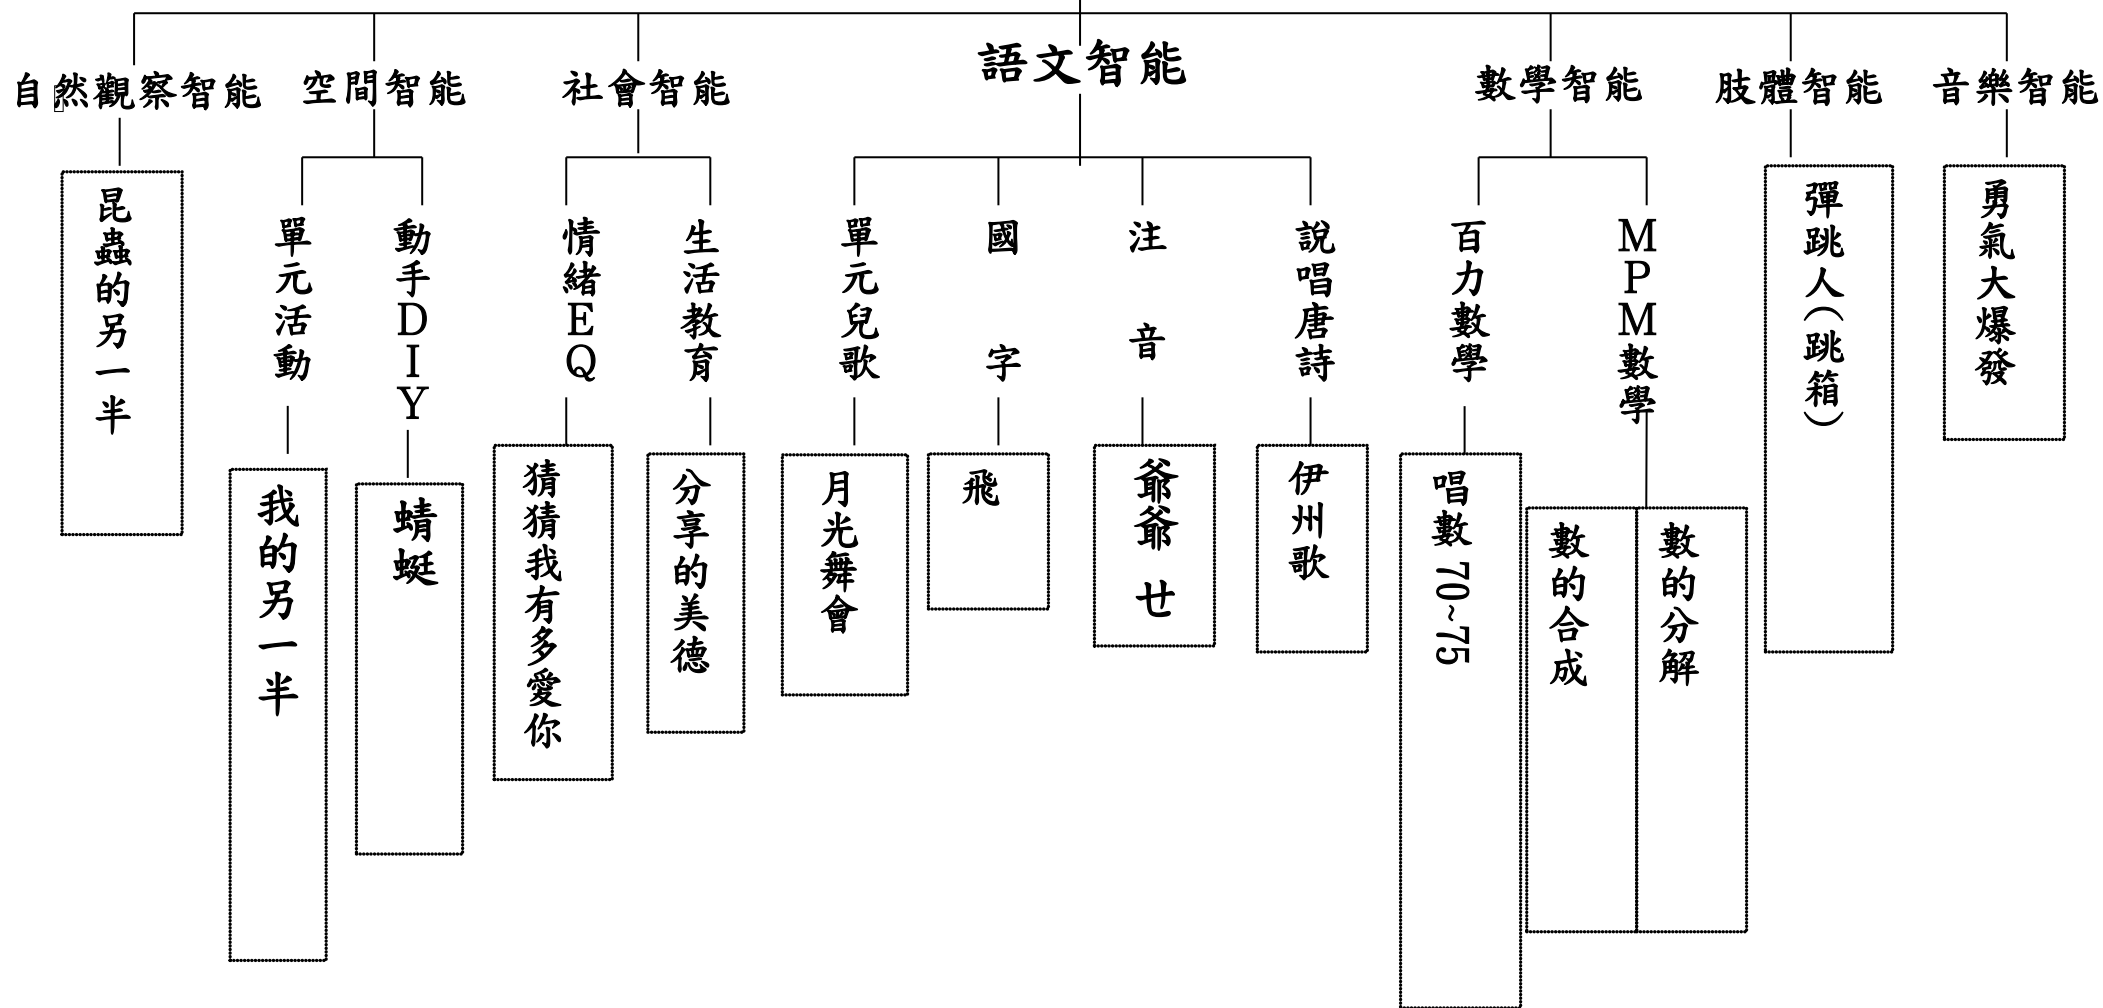 自然觀察智能
空間智能
社會智能
語文智能
數學智能
肢體智能
音樂智能
昆蟲的另一半
單元活動
動手DIY
情緒EQ
生活教育
單元兒歌
國字
注音
說唱唐詩
百力數學
MPM數學
彈跳人(跳箱)
勇氣大爆發
我的另一半
蜻蜓
猜猜我有多愛你
分享的美德
月光舞會
飛
爺爺 ㄝ
伊州歌
唱數 70~75
數的合成
數的分解